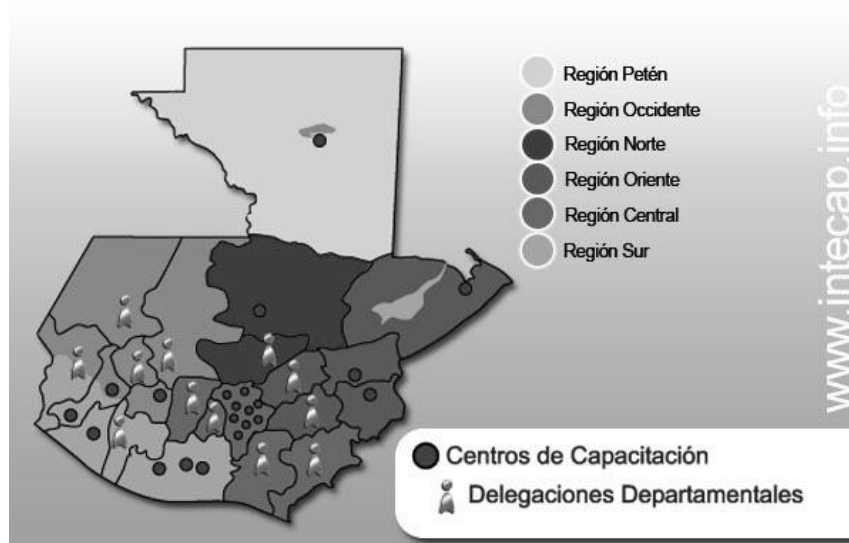 Región Petén
Región Occidente
Región Norte
Región Oriente
Región Central
Región Sur
www.intecap.info
Centros de Capacitación
Delegaciones Departamentales